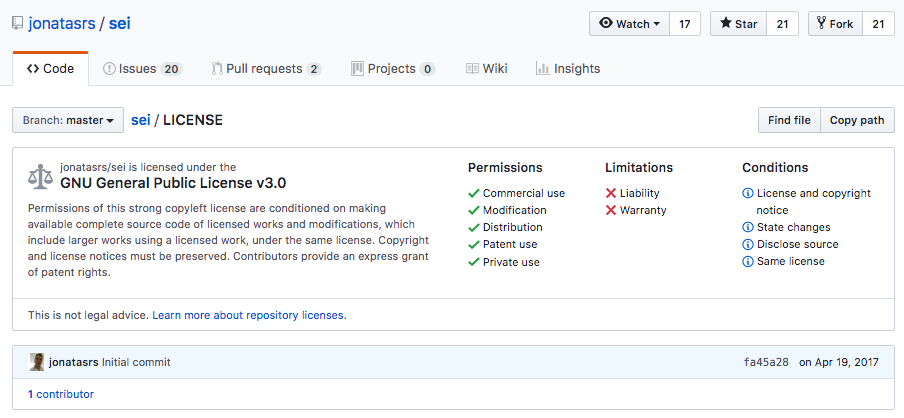 jonatasrs / sei
Watch 17
Star 21
Fork 21
Code
Issues 20
Pull requests 2
Projects 0
Wiki
Insights
Branch: master
sei / LICENSE
Find file
Copy path
jonatasrs/sei is licensed under the
GNU General Public License v3.0
Permissions of this strong copyleft license are conditioned on making
available complete source code of licensed works and modifications, which
include larger works using a licensed work, under the same license. Copyright
and license notices must be preserved. Contributors provide an express grant
of patent rights.
Permissions
Commercial use
Modification
Distribution
Patent use
Private use
Limitations
Liability
Warranty
Conditions
License and copyright
notice
State changes
Disclose source
Same license
This is not legal advice. Learn more about repository licenses.
jonatasrs Initial commit
fa45a28 on Apr 19, 2017
1 contributor